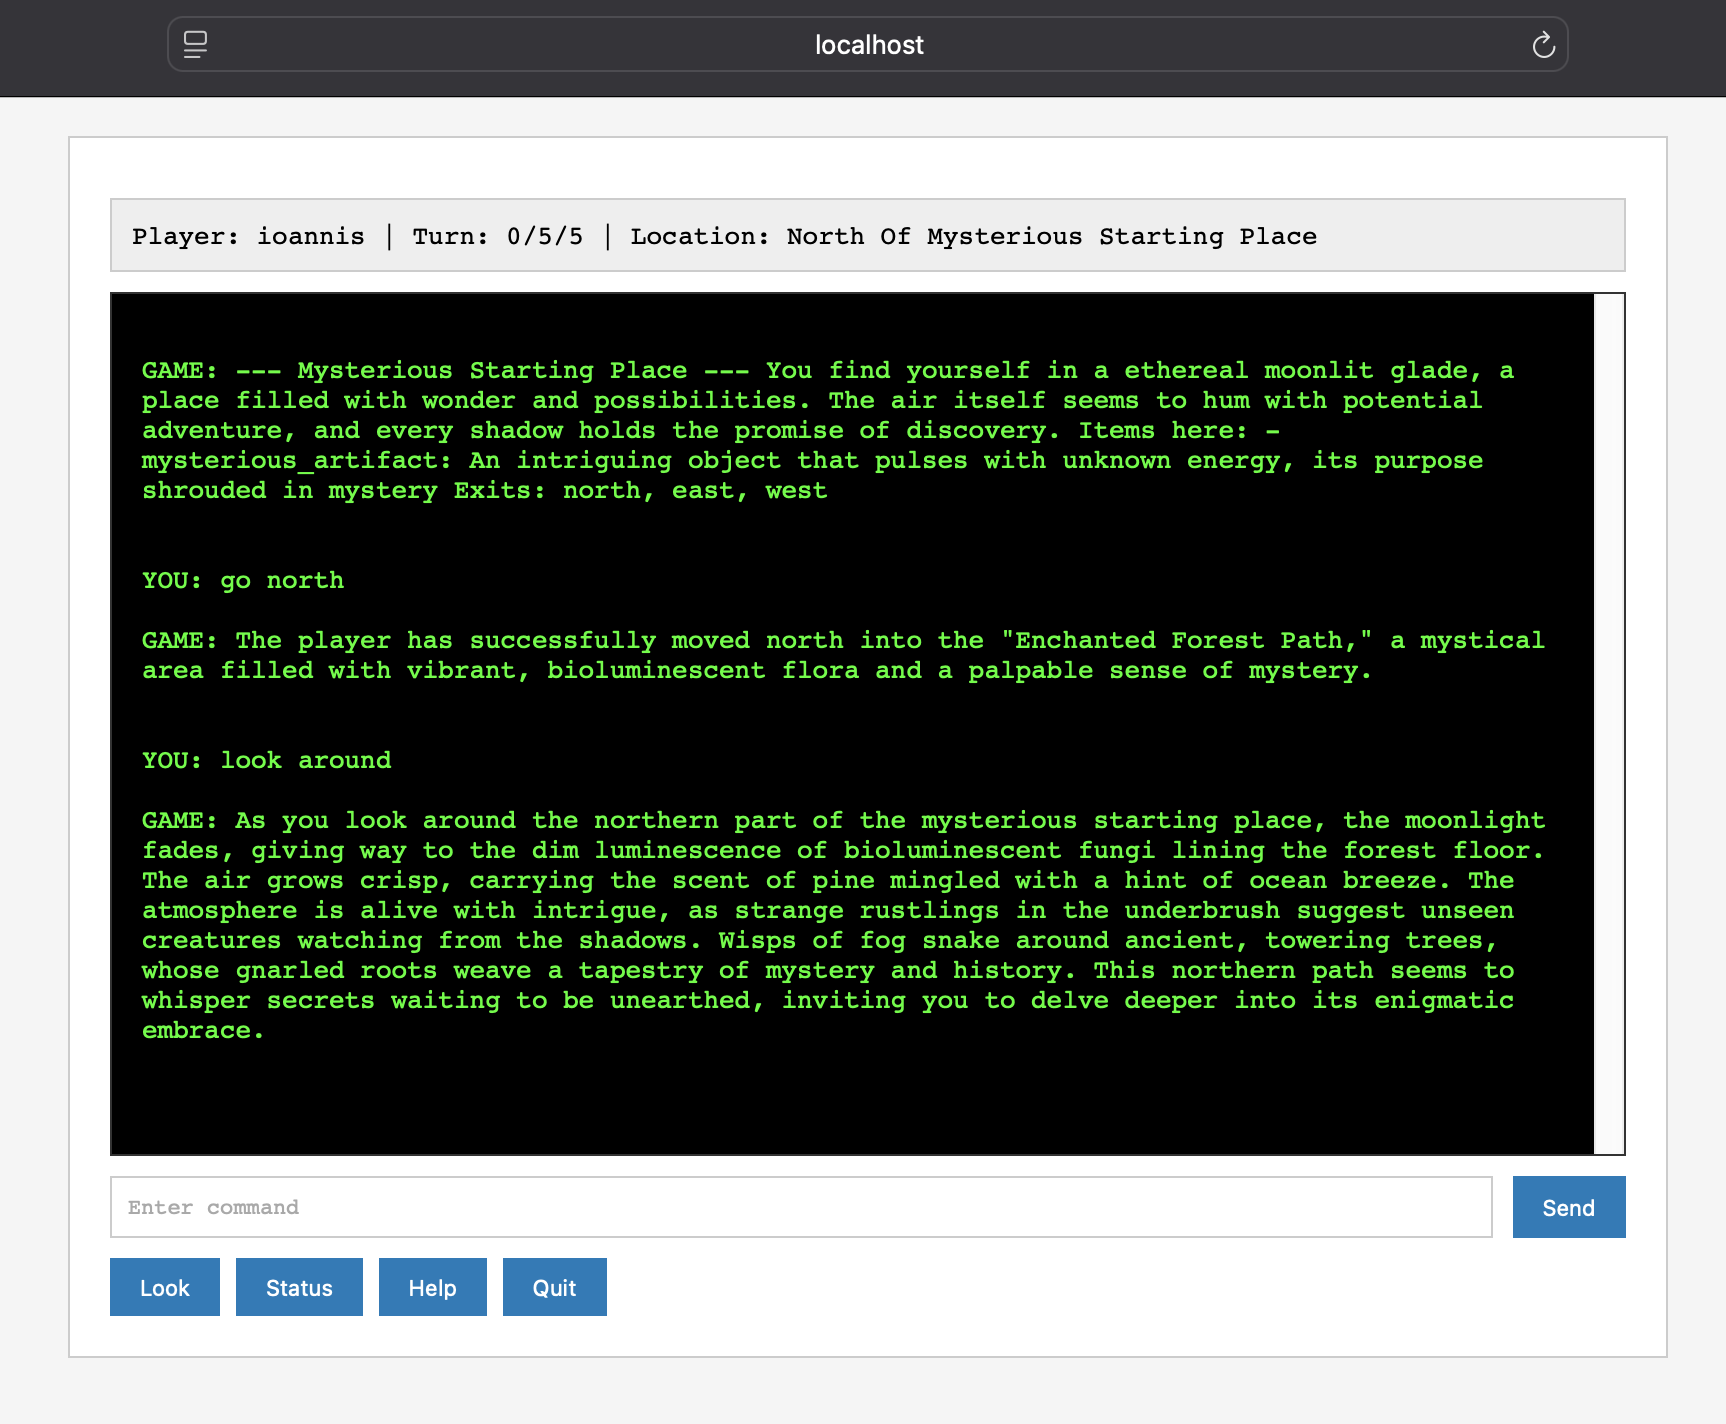 localhost
Player: ioannis | Turn: 0/5/5 | Location: North Of Mysterious Starting Place
GAME: --- Mysterious Starting Place --- You find yourself in a ethereal moonlit glade, a
place filled with wonder and possibilities. The air itself seems to hum with potential
adventure, and every shadow holds the promise of discovery. Items here: -
mysterious_artifact: An intriguing object that pulses with unknown energy, its purpose
shrouded in mystery Exits: north, east, west
YOU: go north
GAME: The player has successfully moved north into the "Enchanted Forest Path," a mystical
area filled with vibrant, bioluminescent flora and a palpable sense of mystery.
YOU: look around
GAME: As you look around the northern part of the mysterious starting place, the moonlight
fades, giving way to the dim luminescence of bioluminescent fungi lining the forest floor.
The air grows crisp, carrying the scent of pine mingled with a hint of ocean breeze. The
atmosphere is alive with intrigue, as strange rustlings in the underbrush suggest unseen
creatures watching from the shadows. Wisps of fog snake around ancient, towering trees,
whose gnarled roots weave a tapestry of mystery and history. This northern path seems to
whisper secrets waiting to be unearthed, inviting you to delve deeper into its enigmatic
embrace.
Enter command
Send
Look
Status
Help
Quit